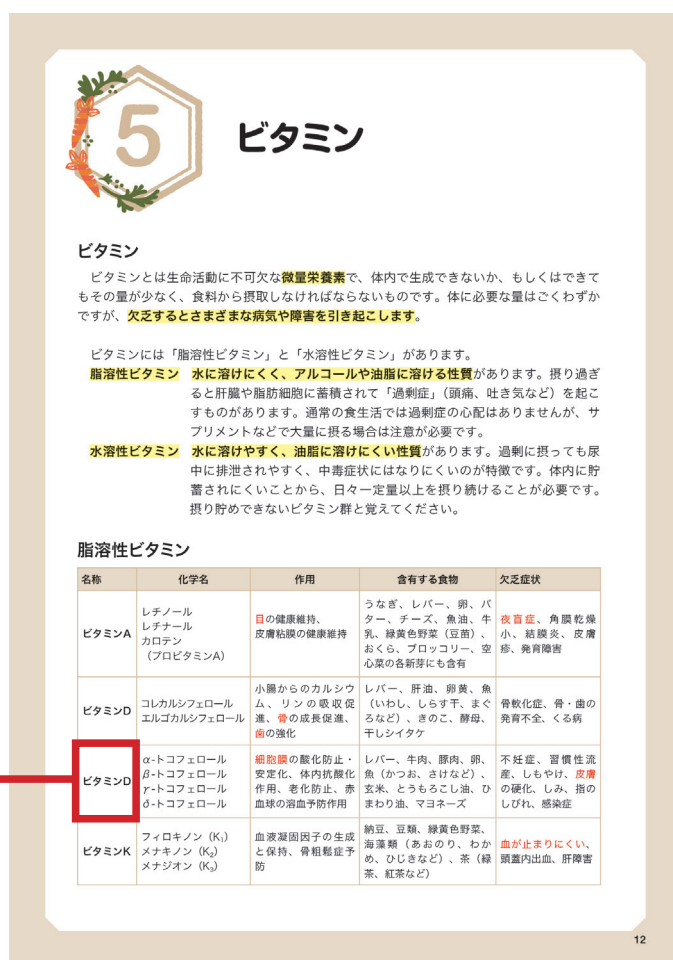 5
ビタミン
ビタミン
ビタミンとは生命活動に不可欠な微量栄養素で、体内で生成できないか、もしくはできて
もその量が少なく、食料から摂取しなければならないものです。体に必要な量はごくわずか
ですが、欠乏するとさまざまな病気や障害を引き起こします。
ビタミンには「脂溶性ビタミン」と「水溶性ビタミン」があります。
脂溶性ビタミン 水に溶けにくく、アルコールや油脂に溶ける性質があります。摂り過ぎ
ると肝臓や脂肪細胞に蓄積されて「過剰症」（頭痛、吐き気など）を起こ
すものがあります。通常の食生活では過剰症の心配はありませんが、サ
プリメントなどで大量に摂る場合は注意が必要です。
水溶性ビタミン 水に溶けやすく、油脂に溶けにくい性質があります。過剰に摂っても尿
中に排泄されやすく、中毒症状にはなりにくいのが特徴です。体内に貯
蓄されにくいことから、日々一定量以上を摂り続けることが必要です。
摂り貯めできないビタミン群と覚えてください。
脂溶性ビタミン
名称 化学名 作用 含有する食物 欠乏症状
ビタミンA
レチノール
レチナール
カロテン
（プロビタミンA）
目の健康維持、
皮膚粘膜の健康維持
うなぎ、レバー、卵、バ
ター、チーズ、魚油、牛
乳、緑黄色野菜（豆苗）、
おくら、ブロッコリー、空
心菜の各新芽にも含有
夜盲症、角膜乾燥
小、結膜炎、皮膚
疹、発育障害
ビタミンD
コレカルシフェロール
エルゴカルシフェロール
小腸からのカルシウ
ム、リンの吸収促
進、骨の成長促進、
歯の強化
レバー、肝油、卵黄、魚
（いわし、しらす干、まぐ
ろなど）、きのこ、酵母、
干しシイタケ
骨軟化症、骨・歯の
発育不全、くる病
ビタミンD
α-トコフェロール
β-トコフェロール
γ-トコフェロール
δ-トコフェロール
細胞膜の酸化防止・
安定化、体内抗酸化
作用、老化防止、赤
血球の溶血予防作用
レバー、牛肉、豚肉、卵、
魚（かつお、さけなど）、
玄米、とうもろこし油、ひ
まわり油、マヨネーズ
不妊症、習慣性流
産、しもやけ、皮膚
の硬化、しみ、指の
しびれ、感染症
ビタミンK
フィロキノン（K₁）
メナキノン（K₂）
メナジオン（K₃）
血液凝固因子の生成
と保持、骨粗鬆症予
防
納豆、豆類、緑黄色野菜、
海藻類（あおのり、わか
め、ひじきなど）、茶（緑
茶、紅茶など）
血が止まりにくい、
頭蓋内出血、肝障害
12